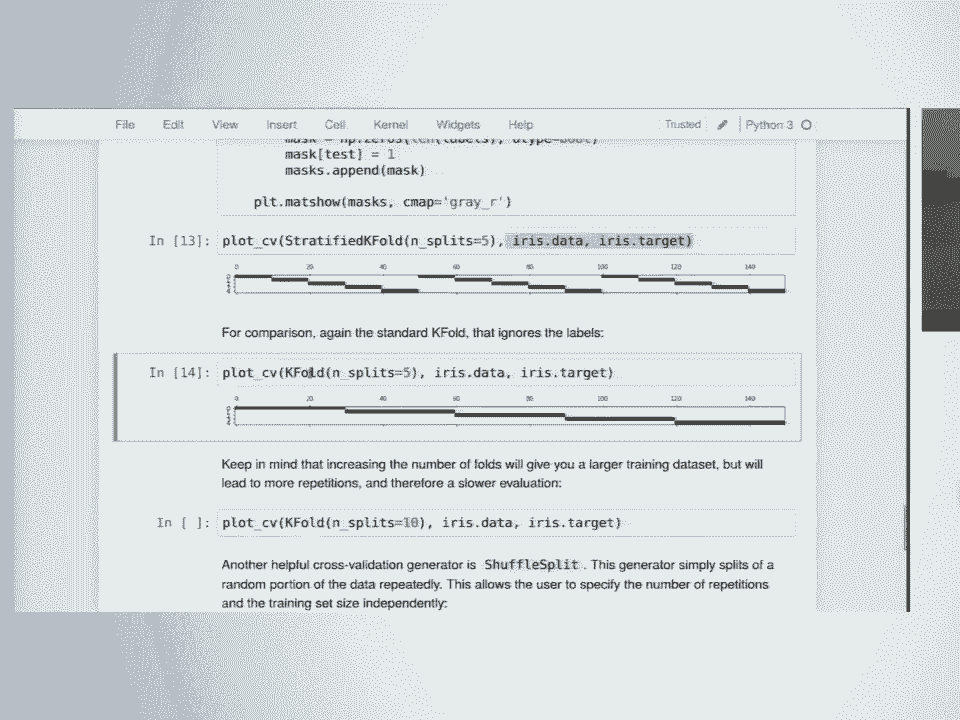 File Edit View Insert Cell Kernel Widgets Help Trusted Python 3
mask = np.zeros(len(labels), dtype=bool)
mask[test] = 1
masks.append(mask)
plt.matshow(masks, cmap='gray_r')
In [13]: plot_cv(StratifiedKFold(n_splits=5), iris.data, iris.target)
0 20 40 60 80 100 120 140
For comparison, again the standard KFold, that ignores the labels:
In [14]: plot_cv(KFold(n_splits=5), iris.data, iris.target)
0 20 40 60 80 100 120 140
Keep in mind that increasing the number of folds will give you a larger training dataset, but will
lead to more repetitions, and therefore a slower evaluation:
In [ ]: plot_cv(KFold(n_splits=10), iris.data, iris.target)
Another helpful cross-validation generator is ShuffleSplit . This generator simply splits of a
random portion of the data repeatedly. This allows the user to specify the number of repetitions
and the training set size independently: